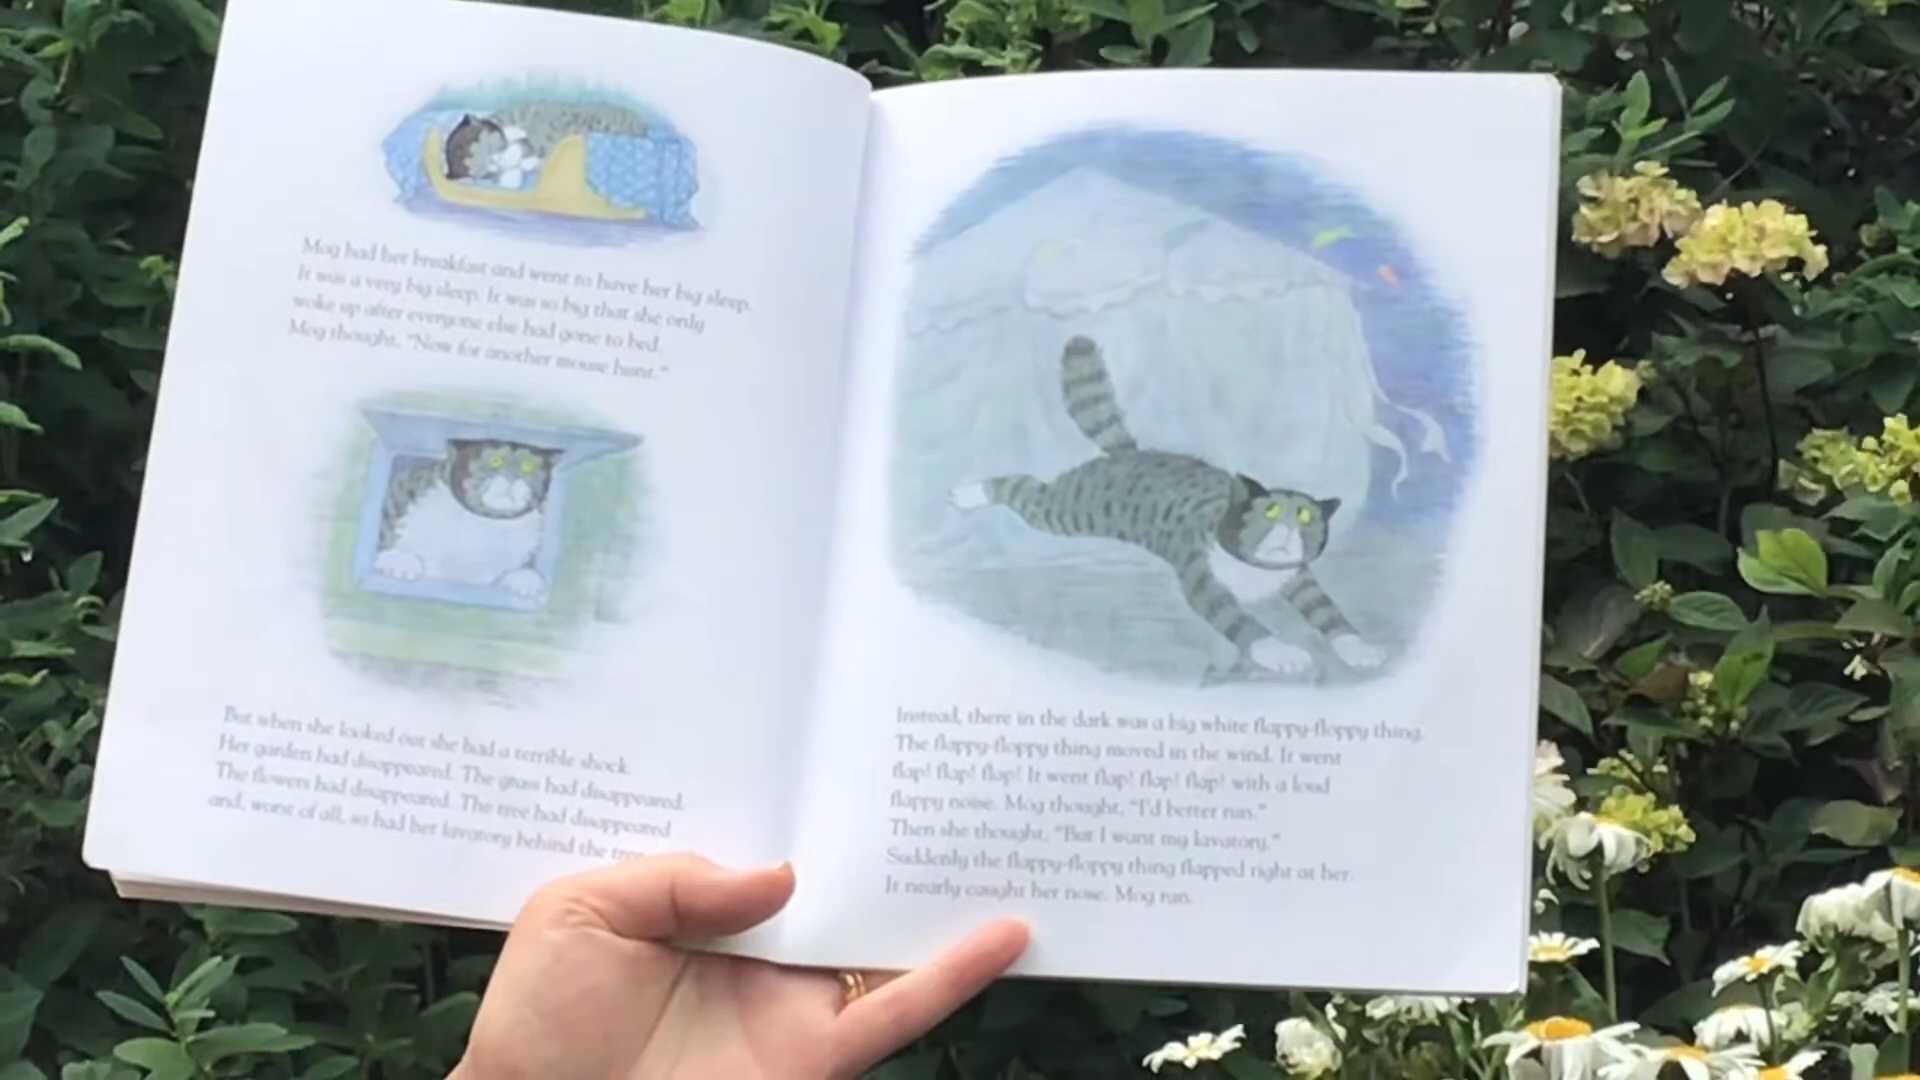 Mog had her breakfast and went to have her big sleep.
It was a very big sleep. It was so big that she only
woke up after everyone else had gone to bed.
Mog thought, "Now for another mouse hunt."
But when she looked out she had a terrible shock.
Her garden had disappeared. The grass had disappeared.
The flowers had disappeared. The tree had disappeared
and, worst of all, so had her lavatory behind the tree.
Instead, there in the dark was a big white flappy-floppy thing.
The flappy-floppy thing moved in the wind. It went
flap! flap! flap! It went flap! flap! flap! with a loud
flappy noise. Mog thought, "I'd better run."
Then she thought, "But I want my lavatory."
Suddenly the flappy-floppy thing flapped right at her.
It nearly caught her nose. Mog ran.